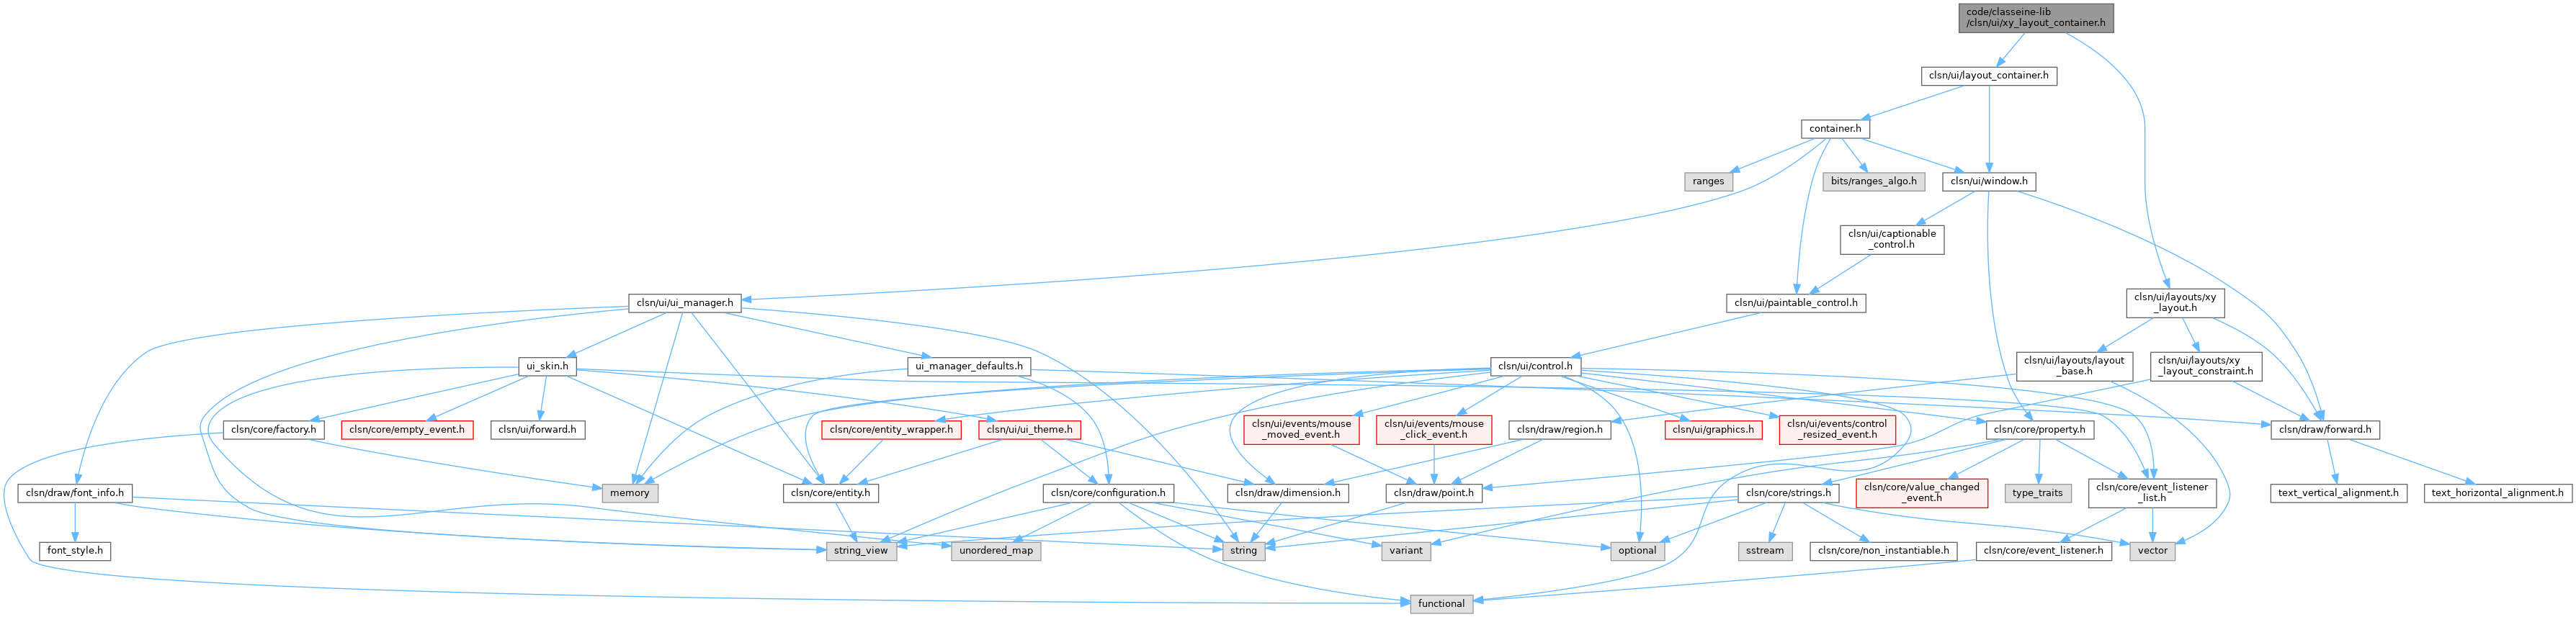 code/classeine-lib
/clsn/ui/xy_layout_container.h
clsn/ui/layout_container.h
container.h
ranges
bits/ranges_algo.h
clsn/ui/window.h
clsn/ui/captionable
_control.h
clsn/ui/ui_manager.h
clsn/ui/paintable_control.h
clsn/ui/layouts/xy
_layout.h
ui_skin.h
ui_manager_defaults.h
clsn/ui/control.h
clsn/ui/layouts/layout
_base.h
clsn/ui/layouts/xy
_layout_constraint.h
clsn/core/factory.h
clsn/core/empty_event.h
clsn/ui/forward.h
clsn/core/entity_wrapper.h
clsn/ui/ui_theme.h
clsn/ui/events/mouse
_moved_event.h
clsn/ui/events/mouse
_click_event.h
clsn/draw/region.h
clsn/ui/graphics.h
clsn/ui/events/control
_resized_event.h
clsn/core/property.h
clsn/draw/forward.h
clsn/draw/font_info.h
memory
clsn/core/entity.h
clsn/core/configuration.h
clsn/draw/dimension.h
clsn/draw/point.h
clsn/core/strings.h
clsn/core/value_changed
_event.h
type_traits
clsn/core/event_listener
_list.h
text_vertical_alignment.h
text_horizontal_alignment.h
font_style.h
string_view
unordered_map
string
variant
optional
sstream
clsn/core/non_instantiable.h
clsn/core/event_listener.h
vector
functional